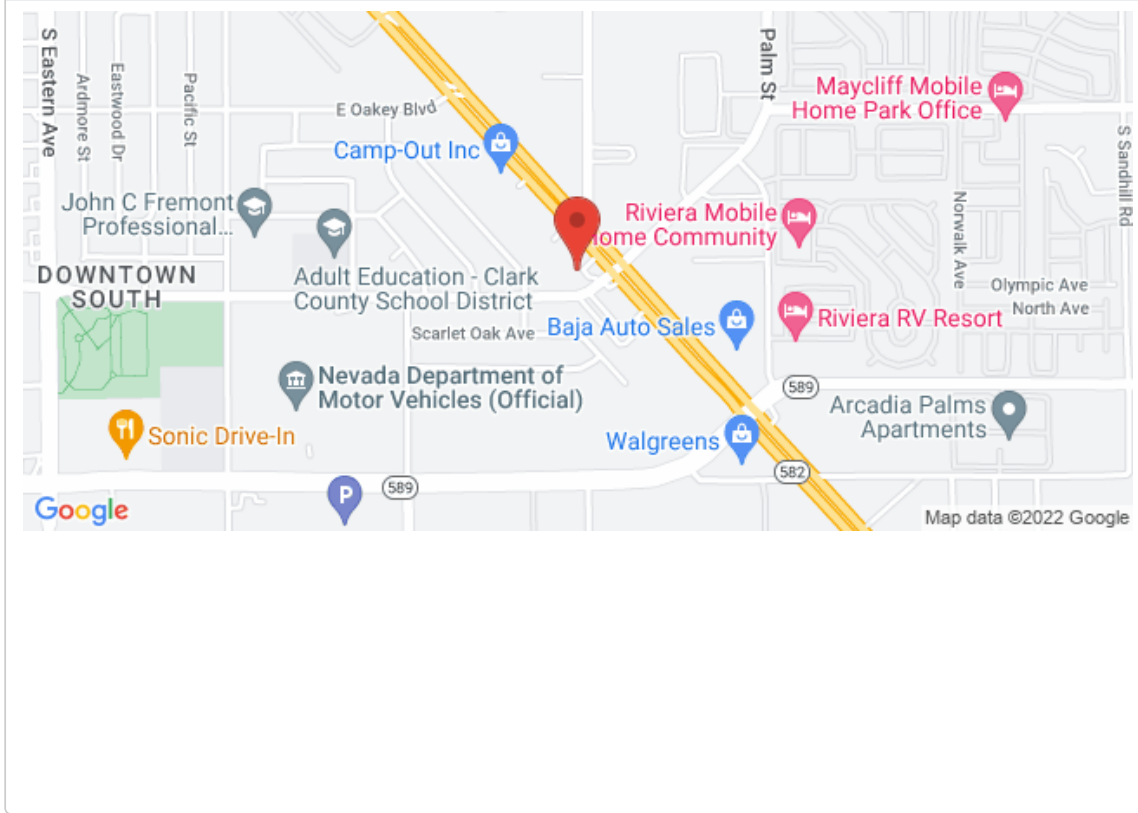 S Eastern Ave
Ardmore St
Eastwood Dr
Pacific St
E Oakey Blvd
Camp-Out Inc
Palm St
Maycliff Mobile
Home Park Office
S Sandhill Rd
John C Fremont
Professional...
Riviera Mobile
Home Community
Norwalk Ave
DOWNTOWN
SOUTH
Adult Education - Clark
County School District
Olympic Ave
North Ave
Scarlet Oak Ave
Baja Auto Sales
Riviera RV Resort
Nevada Department of
Motor Vehicles (Official)
589
Arcadia Palms
Apartments
Sonic Drive-In
Walgreens
582
589
P
Google
Map data ©2022 Google